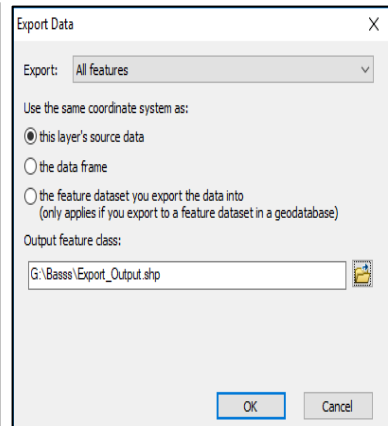 Export Data
Export: All features
Use the same coordinate system as:
this layer's source data
the data frame
the feature dataset you export the data into
(only applies if you export to a feature dataset in a geodatabase)
Output feature class:
G:\Basss\Export_Output.shp
OK Cancel